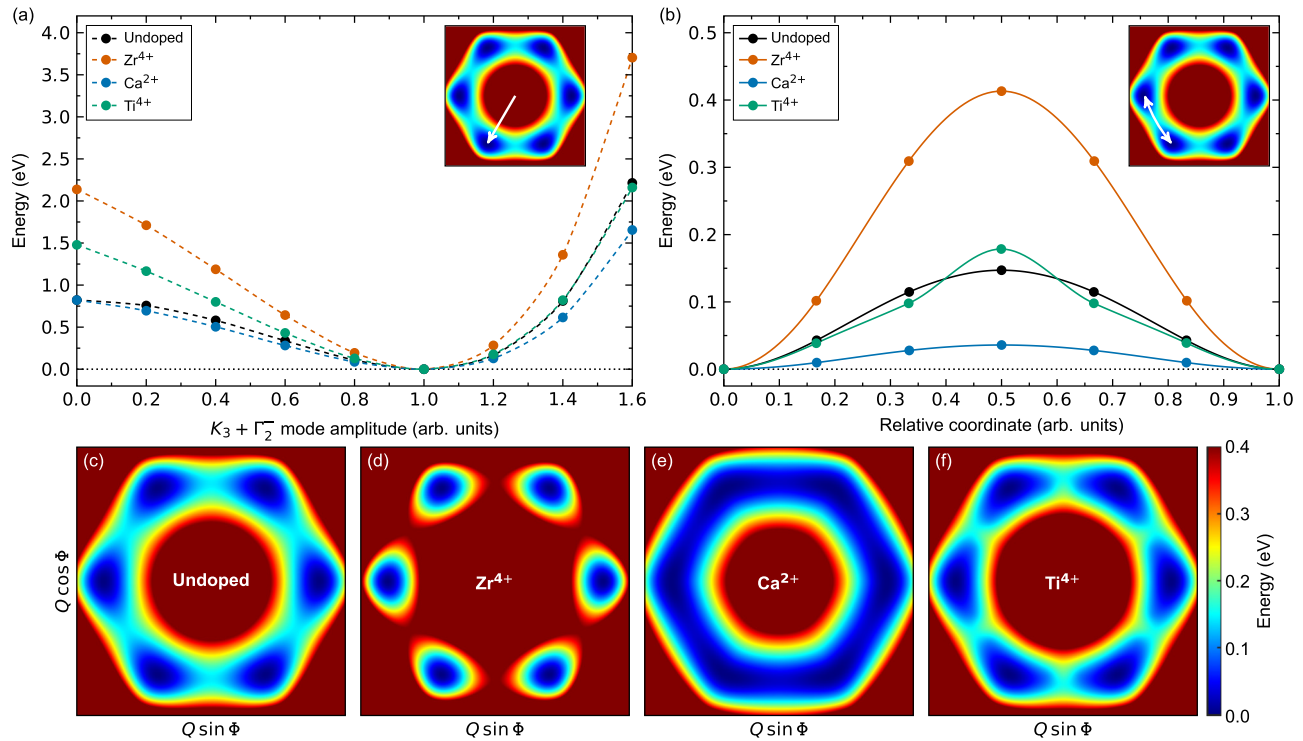 (a)
Undoped
Zr4+
Ca2+
Ti4+
4.0
3.5
3.0
2.5
2.0
1.5
1.0
0.5
0.0
Energy (eV)
0.0 0.2 0.4 0.6 0.8 1.0 1.2 1.4 1.6
K3 + Γ2− mode amplitude (arb. units)
(b)
Undoped
Zr4+
Ca2+
Ti4+
0.5
0.4
0.3
0.2
0.1
0.0
Energy (eV)
0.0 0.1 0.2 0.3 0.4 0.5 0.6 0.7 0.8 0.9 1.0
Relative coordinate (arb. units)
(c)
Undoped
Q cos Φ
Q sin Φ
(d)
Zr4+
Q sin Φ
(e)
Ca2+
Q sin Φ
(f)
Ti4+
Q sin Φ
0.4
0.3
0.2
0.1
0.0
Energy (eV)